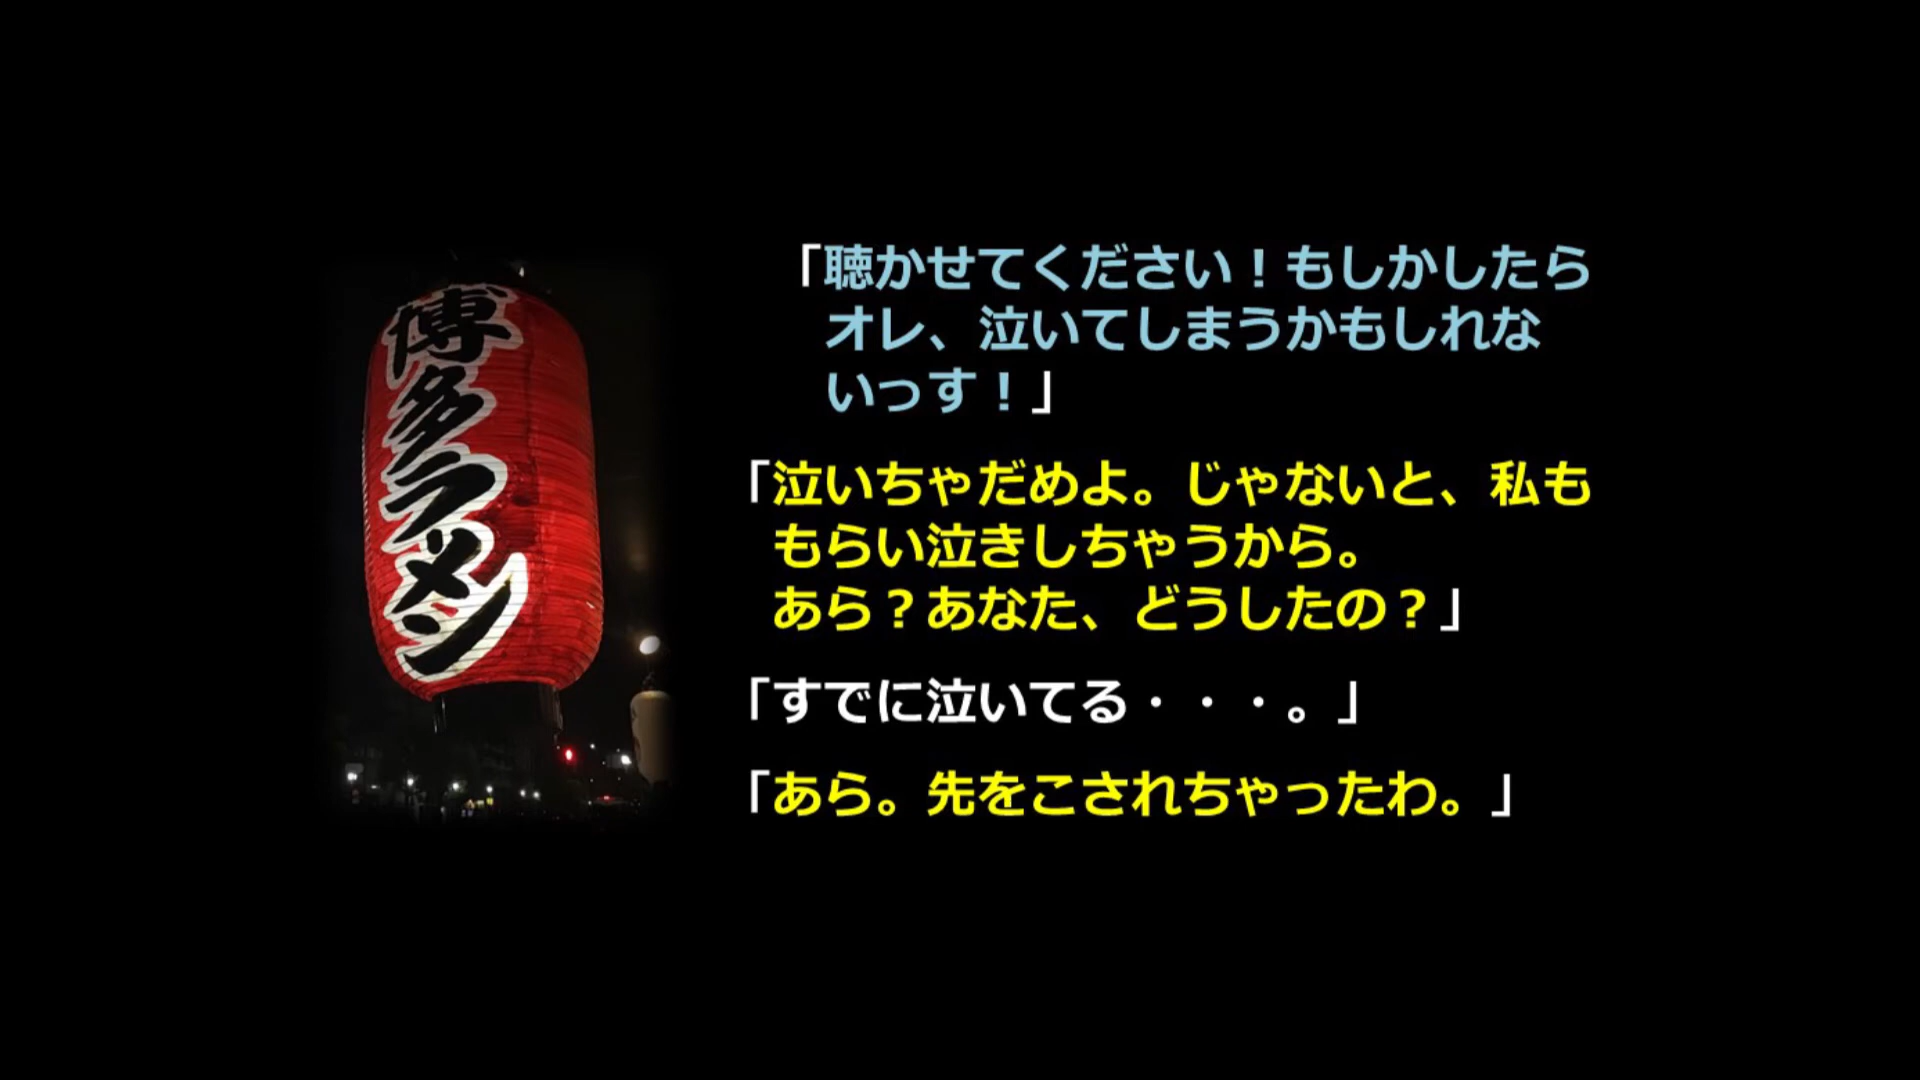 博多ラーメン
「聴かせてください！もしかしたら
オレ、泣いてしまうかもしれな
いっす！」
「泣いちゃだめよ。じゃないと、私も
もらい泣きしちゃうから。
あら？あなた、どうしたの？」
「すでに泣いてる・・・。」
「あら。先をこされちゃったわ。」